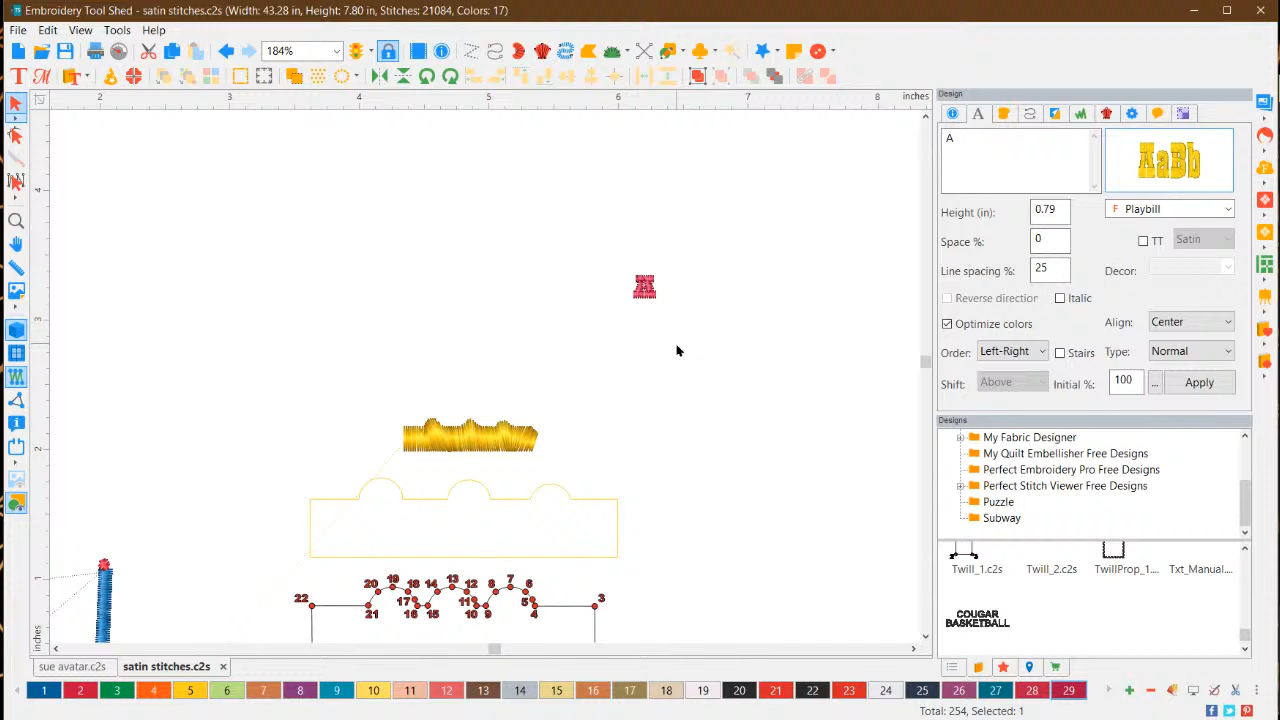 Embroidery Tool Shed - satin stitches.c2s (Width: 43.28 in, Height: 7.80 in, Stitches: 21084, Colors: 17)
File Edit View Tools Help
184%
2 3 4 5 6 7 8 inches
4
3
2
1
inches
A
20 19 18 14 13 12 8 7 6
22 17 11 5 3
21 16 15 10 9 4
Design
A
A
AaBb
Height (in): 0.79 F Playbill
Space %: 0 TT Satin
Line spacing %: 25 Decor:
Reverse direction Italic
Optimize colors Align: Center
Order: Left-Right Stairs Type: Normal
Shift: Above Initial %: 100 ... Apply
Designs
My Fabric Designer
My Quilt Embellisher Free Designs
Perfect Embroidery Pro Free Designs
Perfect Stitch Viewer Free Designs
Puzzle
Subway
Twill_1.c2s Twill_2.c2s TwillProp_1.... Txt_Manual....
COUGAR
BASKETBALL
sue avatar.c2s satin stitches.c2s
1 2 3 4 5 6 7 8 9 10 11 12 13 14 15 16 17 18 19 20 21 22 23 24 25 26 27 28 29
Total: 254, Selected: 1